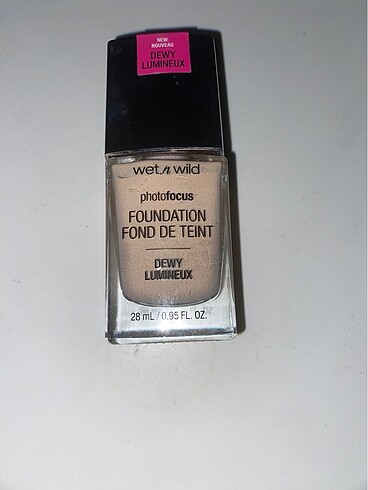 NEW
NOUVEAU
DEWY
LUMINEUX
wet n wild
photofocus
FOUNDATION
FOND DE TEINT
DEWY
LUMINEUX
28 mL / 0.95 FL. OZ.